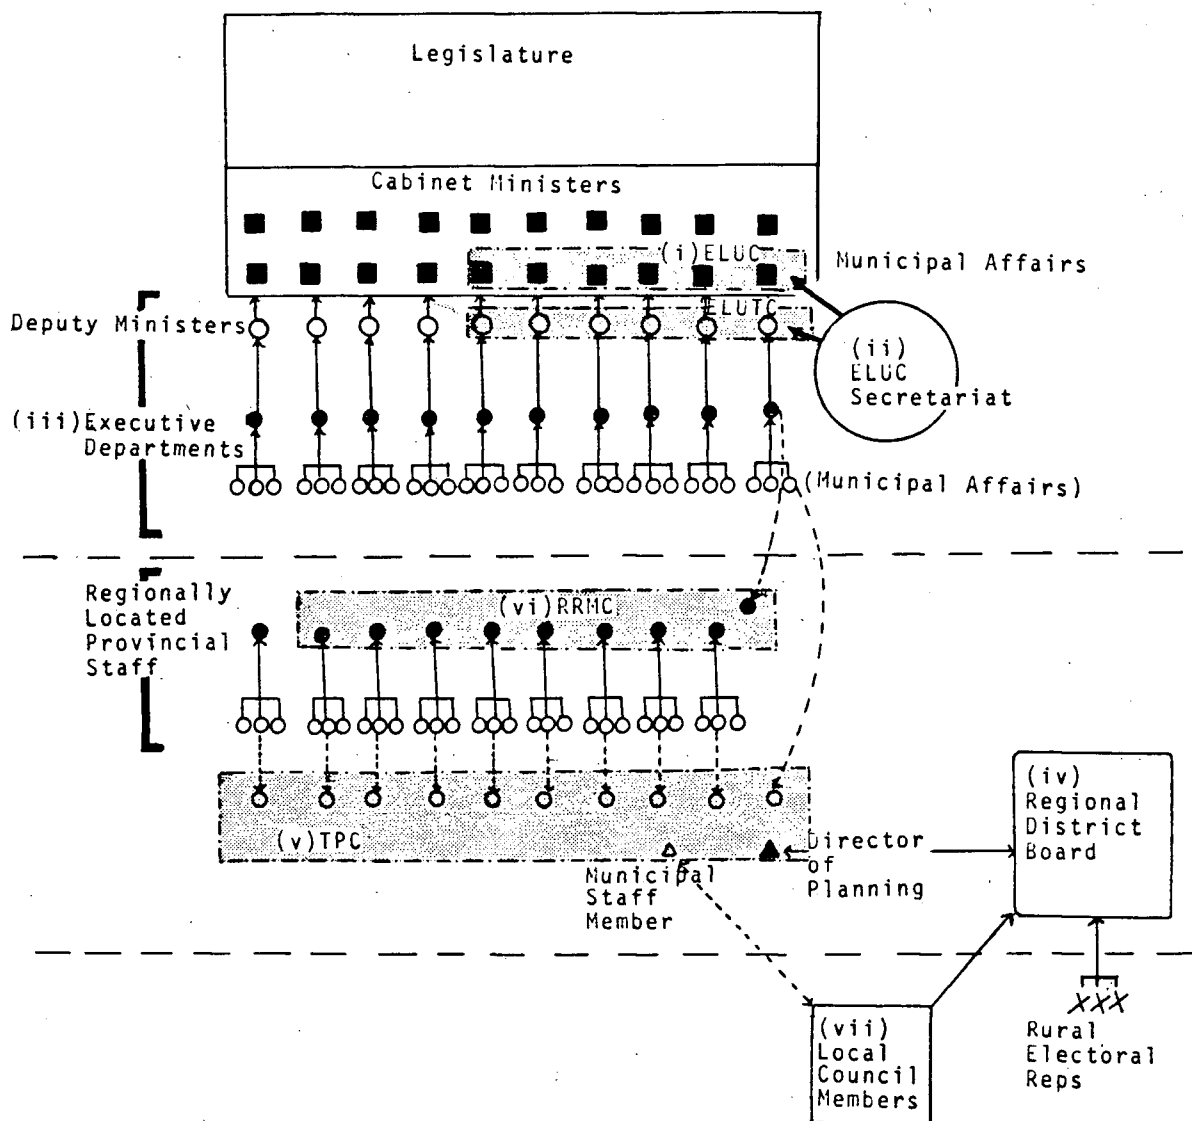 Legislature
Cabinet Ministers
(i)ELUC
Municipal Affairs
ELUTC
Deputy Ministers
(ii)
ELUC
Secretariat
(iii)Executive
Departments
(Municipal Affairs)
Regionally
Located
Provincial
Staff
(vi)RRMC
(v)TPC
Municipal
Staff
Member
Director
of
Planning
(iv)
Regional
District
Board
(vii)
Local
Council
Members
XXX
Rural
Electoral
Reps